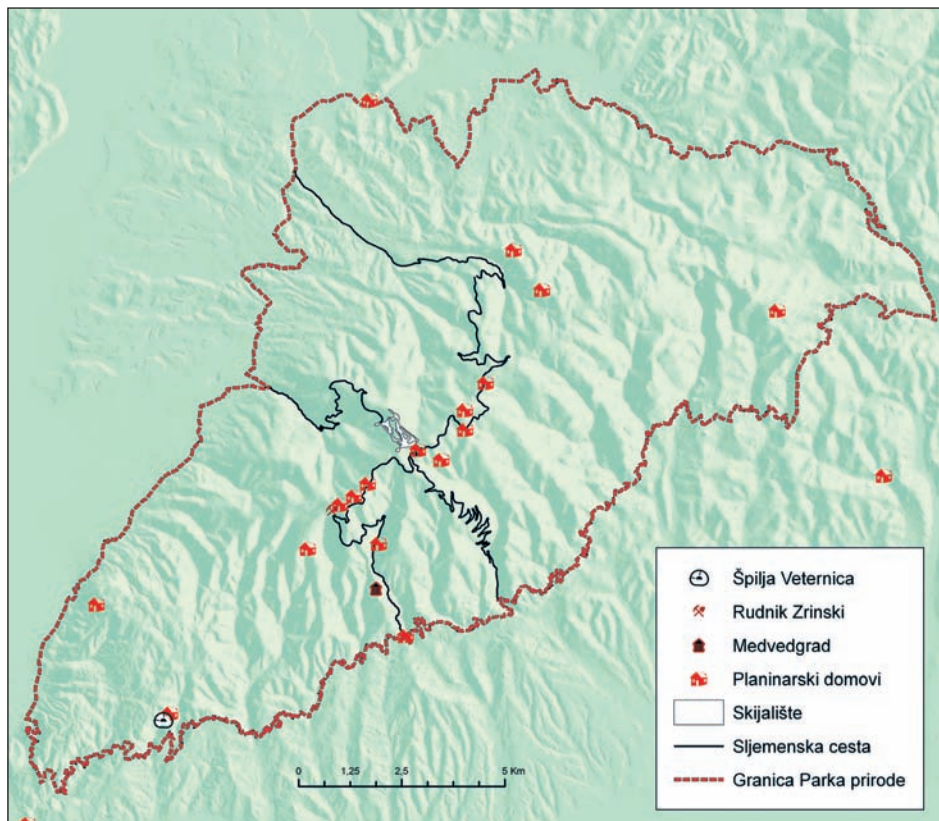 Špilja Veternica
Rudnik Zrinski
Medvedgrad
Planinarski domovi
Skijalište
Sljemenska cesta
Granica Parka prirode
0 1,25 2,5 5 Km